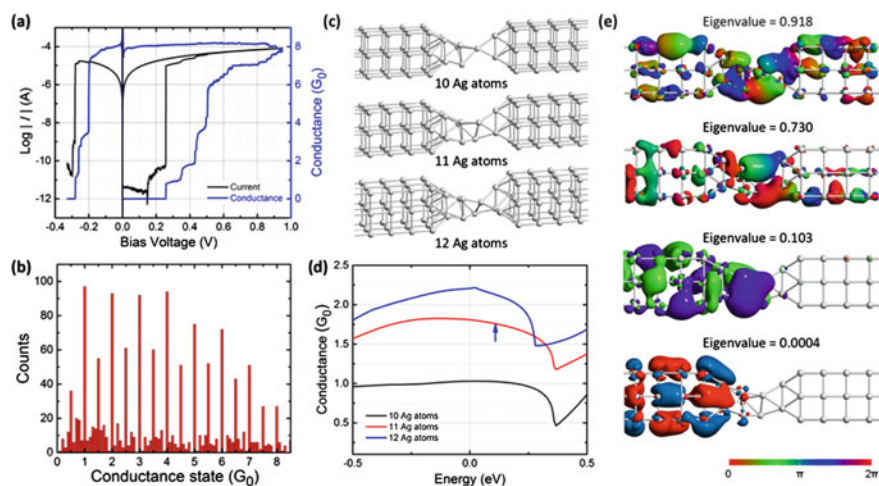 (a)
Log | I | (A)
-4
-6
-8
-10
-12
Current
Conductance
8
6
4
2
0
Conductance (G0)
-0.4 -0.2 0.0 0.2 0.4 0.6 0.8 1.0
Bias Voltage (V)
(b)
Counts
100
80
60
40
20
0
0 1 2 3 4 5 6 7 8
Conductance state (G0)
(c)
10 Ag atoms
11 Ag atoms
12 Ag atoms
(d)
Conductance (G0)
2.5
2.0
1.5
1.0
0.5
10 Ag atoms
11 Ag atoms
12 Ag atoms
-0.5 0.0 0.5
Energy (eV)
(e)
Eigenvalue = 0.918
Eigenvalue = 0.730
Eigenvalue = 0.103
Eigenvalue = 0.0004
0 π 2π